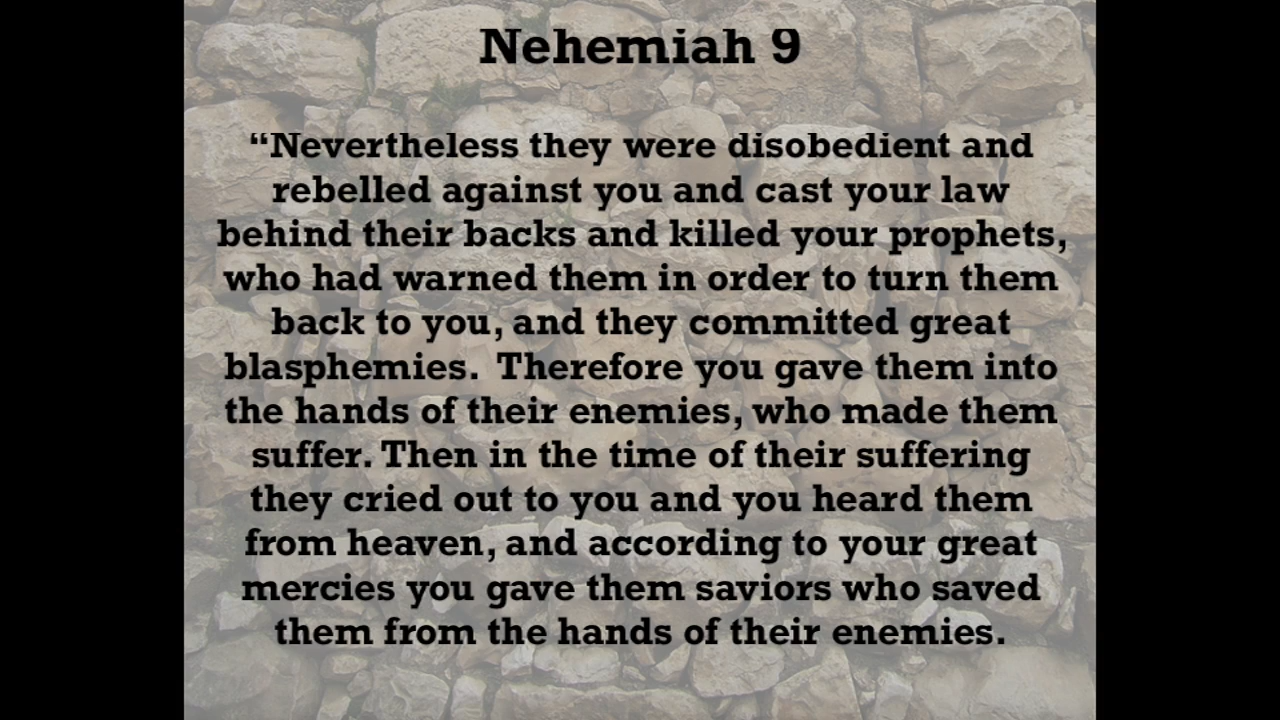 Nehemiah 9
“Nevertheless they were disobedient and
rebelled against you and cast your law
behind their backs and killed your prophets,
who had warned them in order to turn them
back to you, and they committed great
blasphemies.  Therefore you gave them into
the hands of their enemies, who made them
suffer. Then in the time of their suffering
they cried out to you and you heard them
from heaven, and according to your great
mercies you gave them saviors who saved
them from the hands of their enemies.